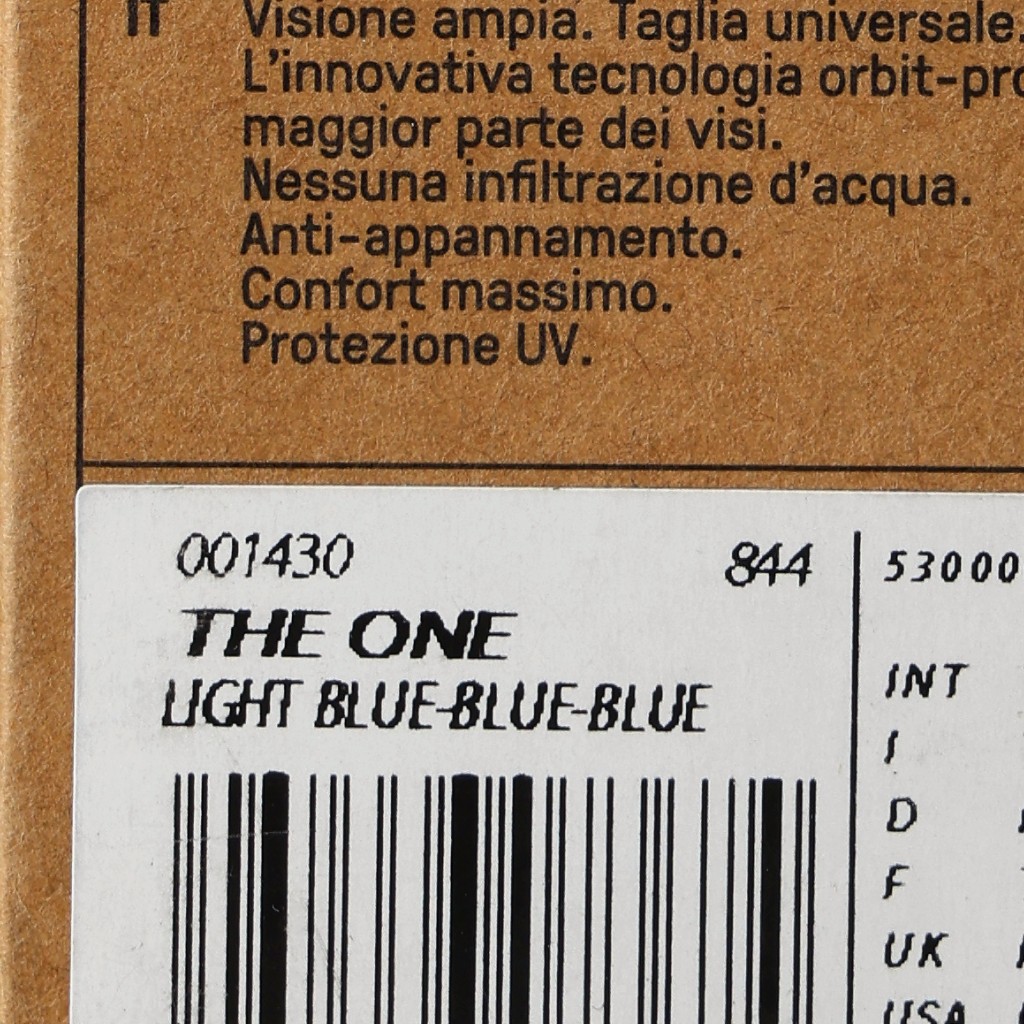 IT Visione ampia. Taglia universale.
L'innovativa tecnologia orbit-pro
maggior parte dei visi.
Nessuna infiltrazione d'acqua.
Anti-appannamento.
Confort massimo.
Protezione UV.
001430 844
THE ONE
LIGHT BLUE-BLUE-BLUE
53000
INT
I
D
F
UK
USA